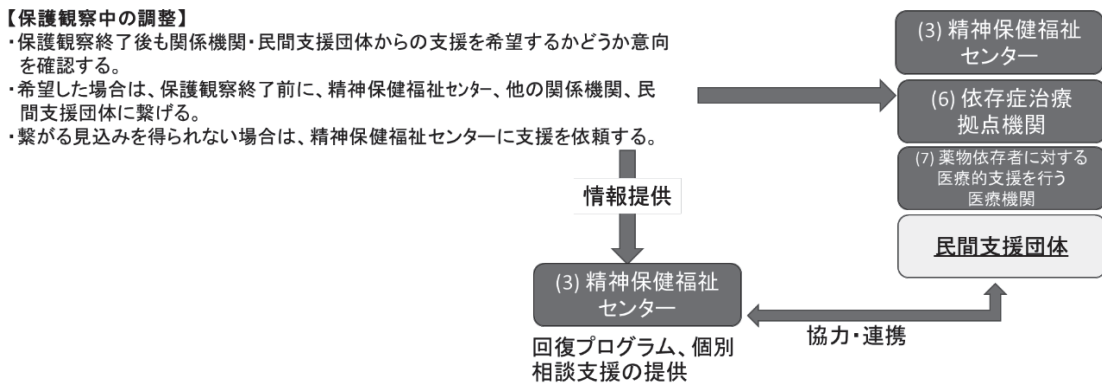 【保護観察中の調整】
・保護観察終了後も関係機関・民間支援団体からの支援を希望するかどうか意向
を確認する。
・希望した場合は、保護観察終了前に、精神保健福祉センター、他の関係機関、民
間支援団体に繋げる。
・繋がる見込みを得られない場合は、精神保健福祉センターに支援を依頼する。
(3) 精神保健福祉
センター
(6) 依存症治療
拠点機関
(7) 薬物依存者に対する
医療的支援を行う
医療機関
民間支援団体
情報提供
(3) 精神保健福祉
センター
協力・連携
回復プログラム、個別
相談支援の提供